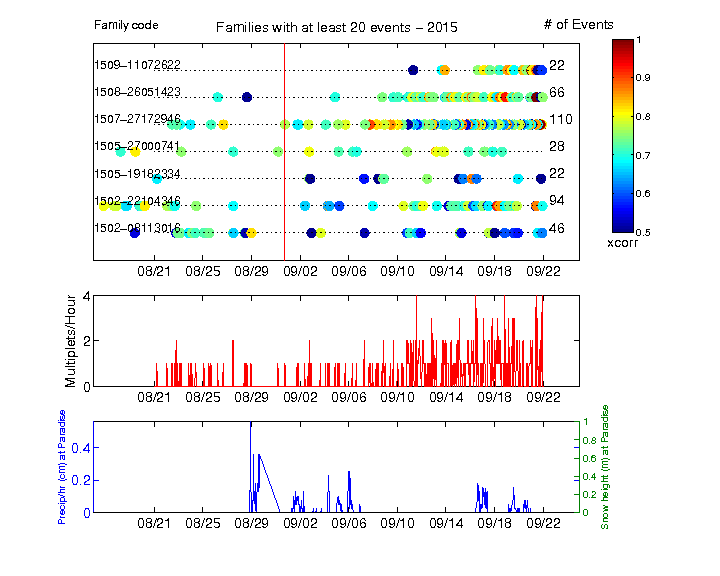 Family code
Families with at least 20 events – 2015
# of Events
1509–11072622 22
1508–26051423 66
1507–27172946 110
1505–27000741 28
1505–19182334 22
1502–22104346 94
1502–08113016 46
08/21 08/25 08/29 09/02 09/06 09/10 09/14 09/18 09/22
1
0.9
0.8
0.7
0.6
0.5
xcorr
Multiplets/Hour
4
2
0
08/21 08/25 08/29 09/02 09/06 09/10 09/14 09/18 09/22
Precip/hr (cm) at Paradise
0.4
0.2
0
1
0.8
0.6
0.4
0.2
0
Snow height (m) at Paradise
08/21 08/25 08/29 09/02 09/06 09/10 09/14 09/18 09/22